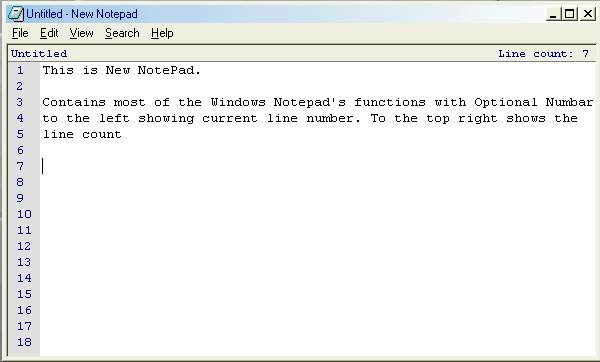 Untitled - New Notepad
File Edit View Search Help
Untitled Line count: 7
1 This is New NotePad.
2
3 Contains most of the Windows Notepad's functions with Optional Numbar
4 to the left showing current line number. To the top right shows the
5 line count
6
7
8
9
10
11
12
13
14
15
16
17
18